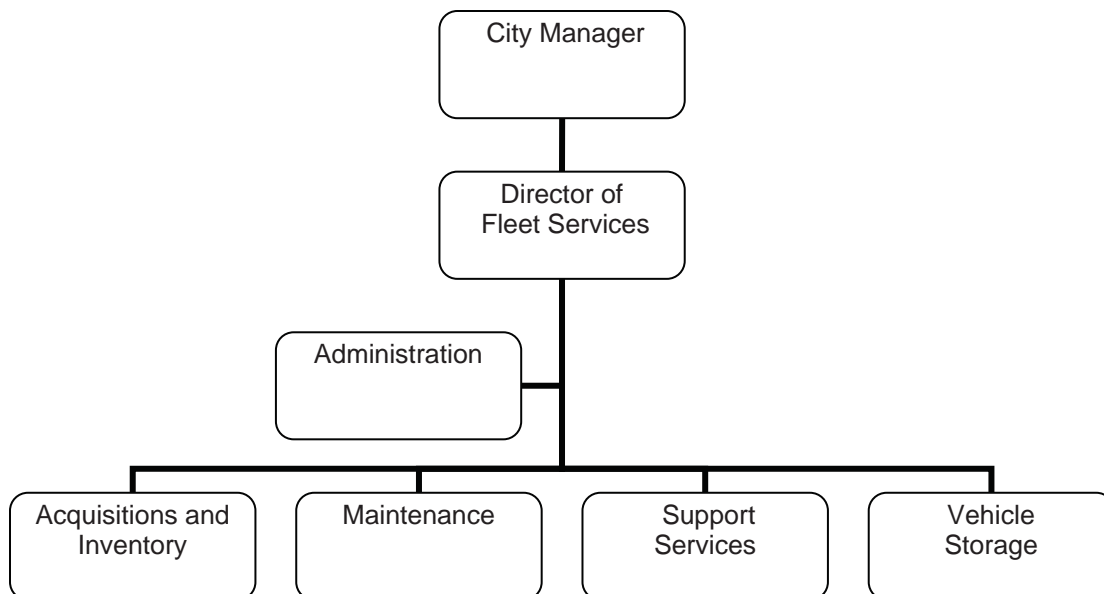 City Manager
Director of
Fleet Services
Administration
Acquisitions and
Inventory
Maintenance
Support
Services
Vehicle
Storage